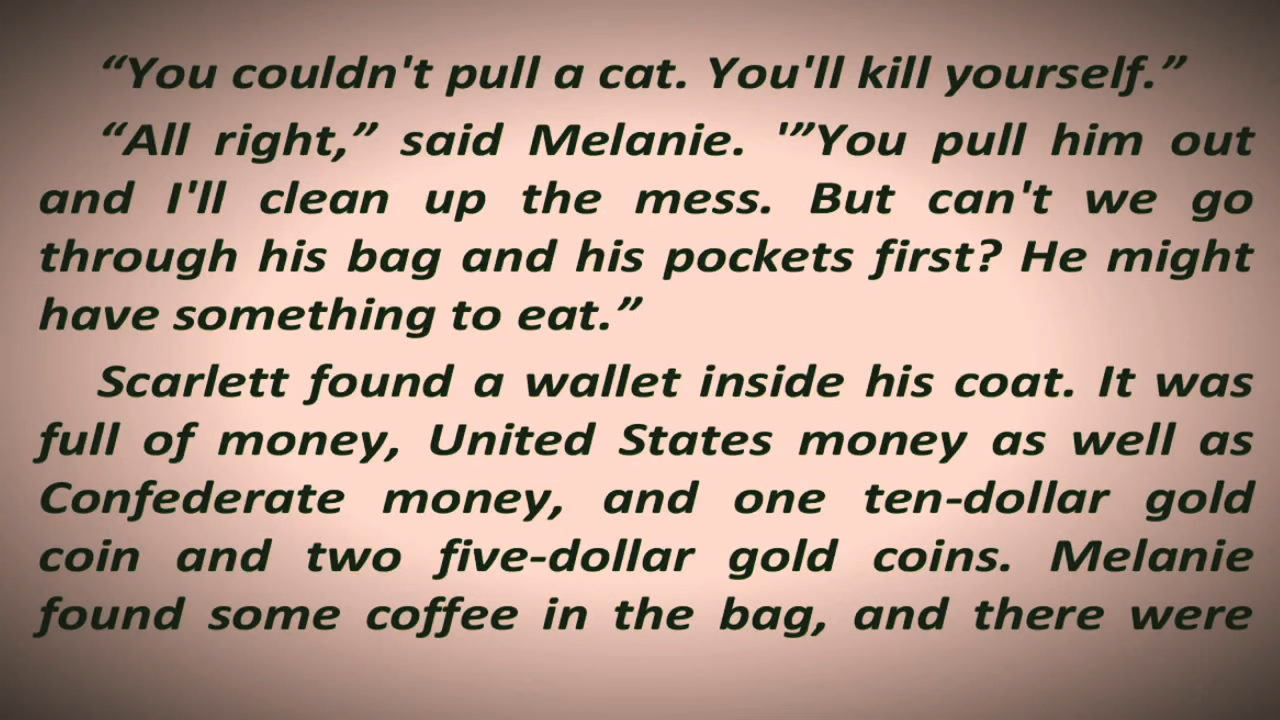 “You couldn't pull a cat. You'll kill yourself.”
“All right,” said Melanie. '”You pull him out
and I'll clean up the mess. But can't we go
through his bag and his pockets first? He might
have something to eat.”
Scarlett found a wallet inside his coat. It was
full of money, United States money as well as
Confederate money, and one ten-dollar gold
coin and two five-dollar gold coins. Melanie
found some coffee in the bag, and there were